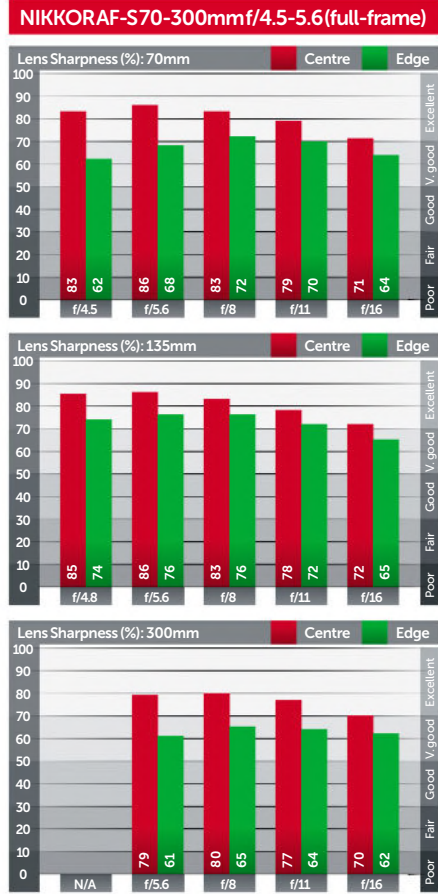 NIKKOR AF-S 70-300mm f/4.5-5.6 (full-frame)
Lens Sharpness (%): 70mm Centre Edge
100
90
80
70
60
50
40
30
20
10
0
Excellent
V. good
Good
Fair
Poor
83 62 86 68 83 72 79 70 71 64
f/4.5 f/5.6 f/8 f/11 f/16
Lens Sharpness (%): 135mm Centre Edge
100
90
80
70
60
50
40
30
20
10
0
Excellent
V. good
Good
Fair
Poor
85 74 86 76 83 76 78 72 72 65
f/4.8 f/5.6 f/8 f/11 f/16
Lens Sharpness (%): 300mm Centre Edge
100
90
80
70
60
50
40
30
20
10
0
Excellent
V. good
Good
Fair
Poor
79 61 80 65 77 64 70 62
N/A f/5.6 f/8 f/11 f/16